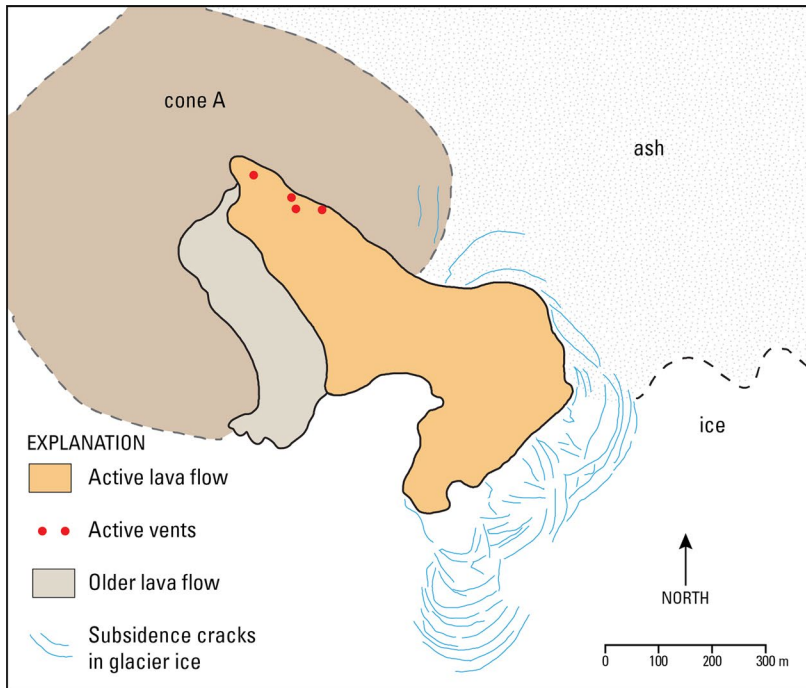 cone A
ash
ice
EXPLANATION
Active lava flow
Active vents
Older lava flow
Subsidence cracks
in glacier ice
NORTH
0 100 200 300 m